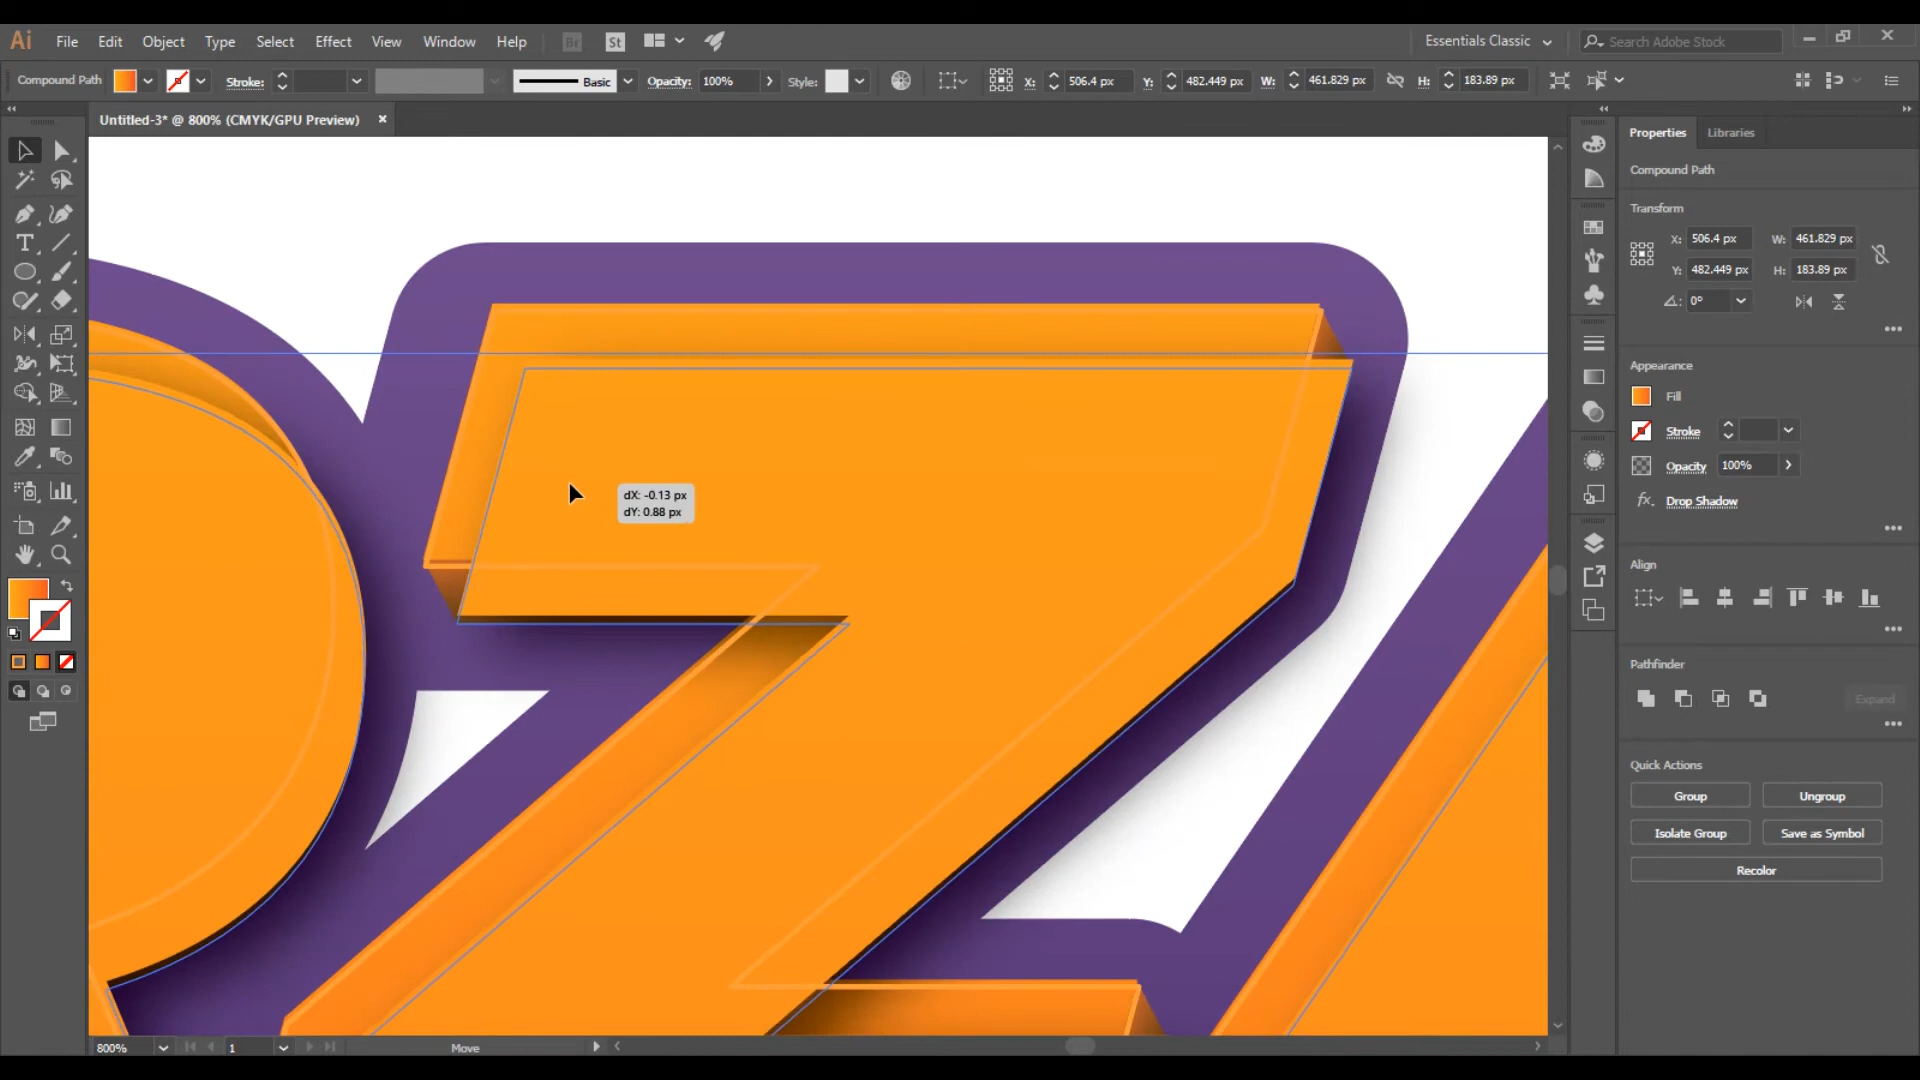 Ai File Edit Object Type Select Effect View Window Help Br St Essentials Classic Search Adobe Stock
Compound Path Stroke: Basic Opacity: 100% Style: X: 506.4 px Y: 482.449 px W: 461.829 px H: 183.89 px
Untitled-3* @ 800% (CMYK/GPU Preview)
Properties Libraries
Compound Path
Transform
X: 506.4 px W: 461.829 px
Y: 482.449 px H: 183.89 px
0°
Appearance
Fill
Stroke
Opacity 100%
fx. Drop Shadow
dX: -0.13 px
dY: 0.88 px
Align
Pathfinder
Expand
Quick Actions
Group Ungroup
Isolate Group Save as Symbol
Recolor
800% 1 Move